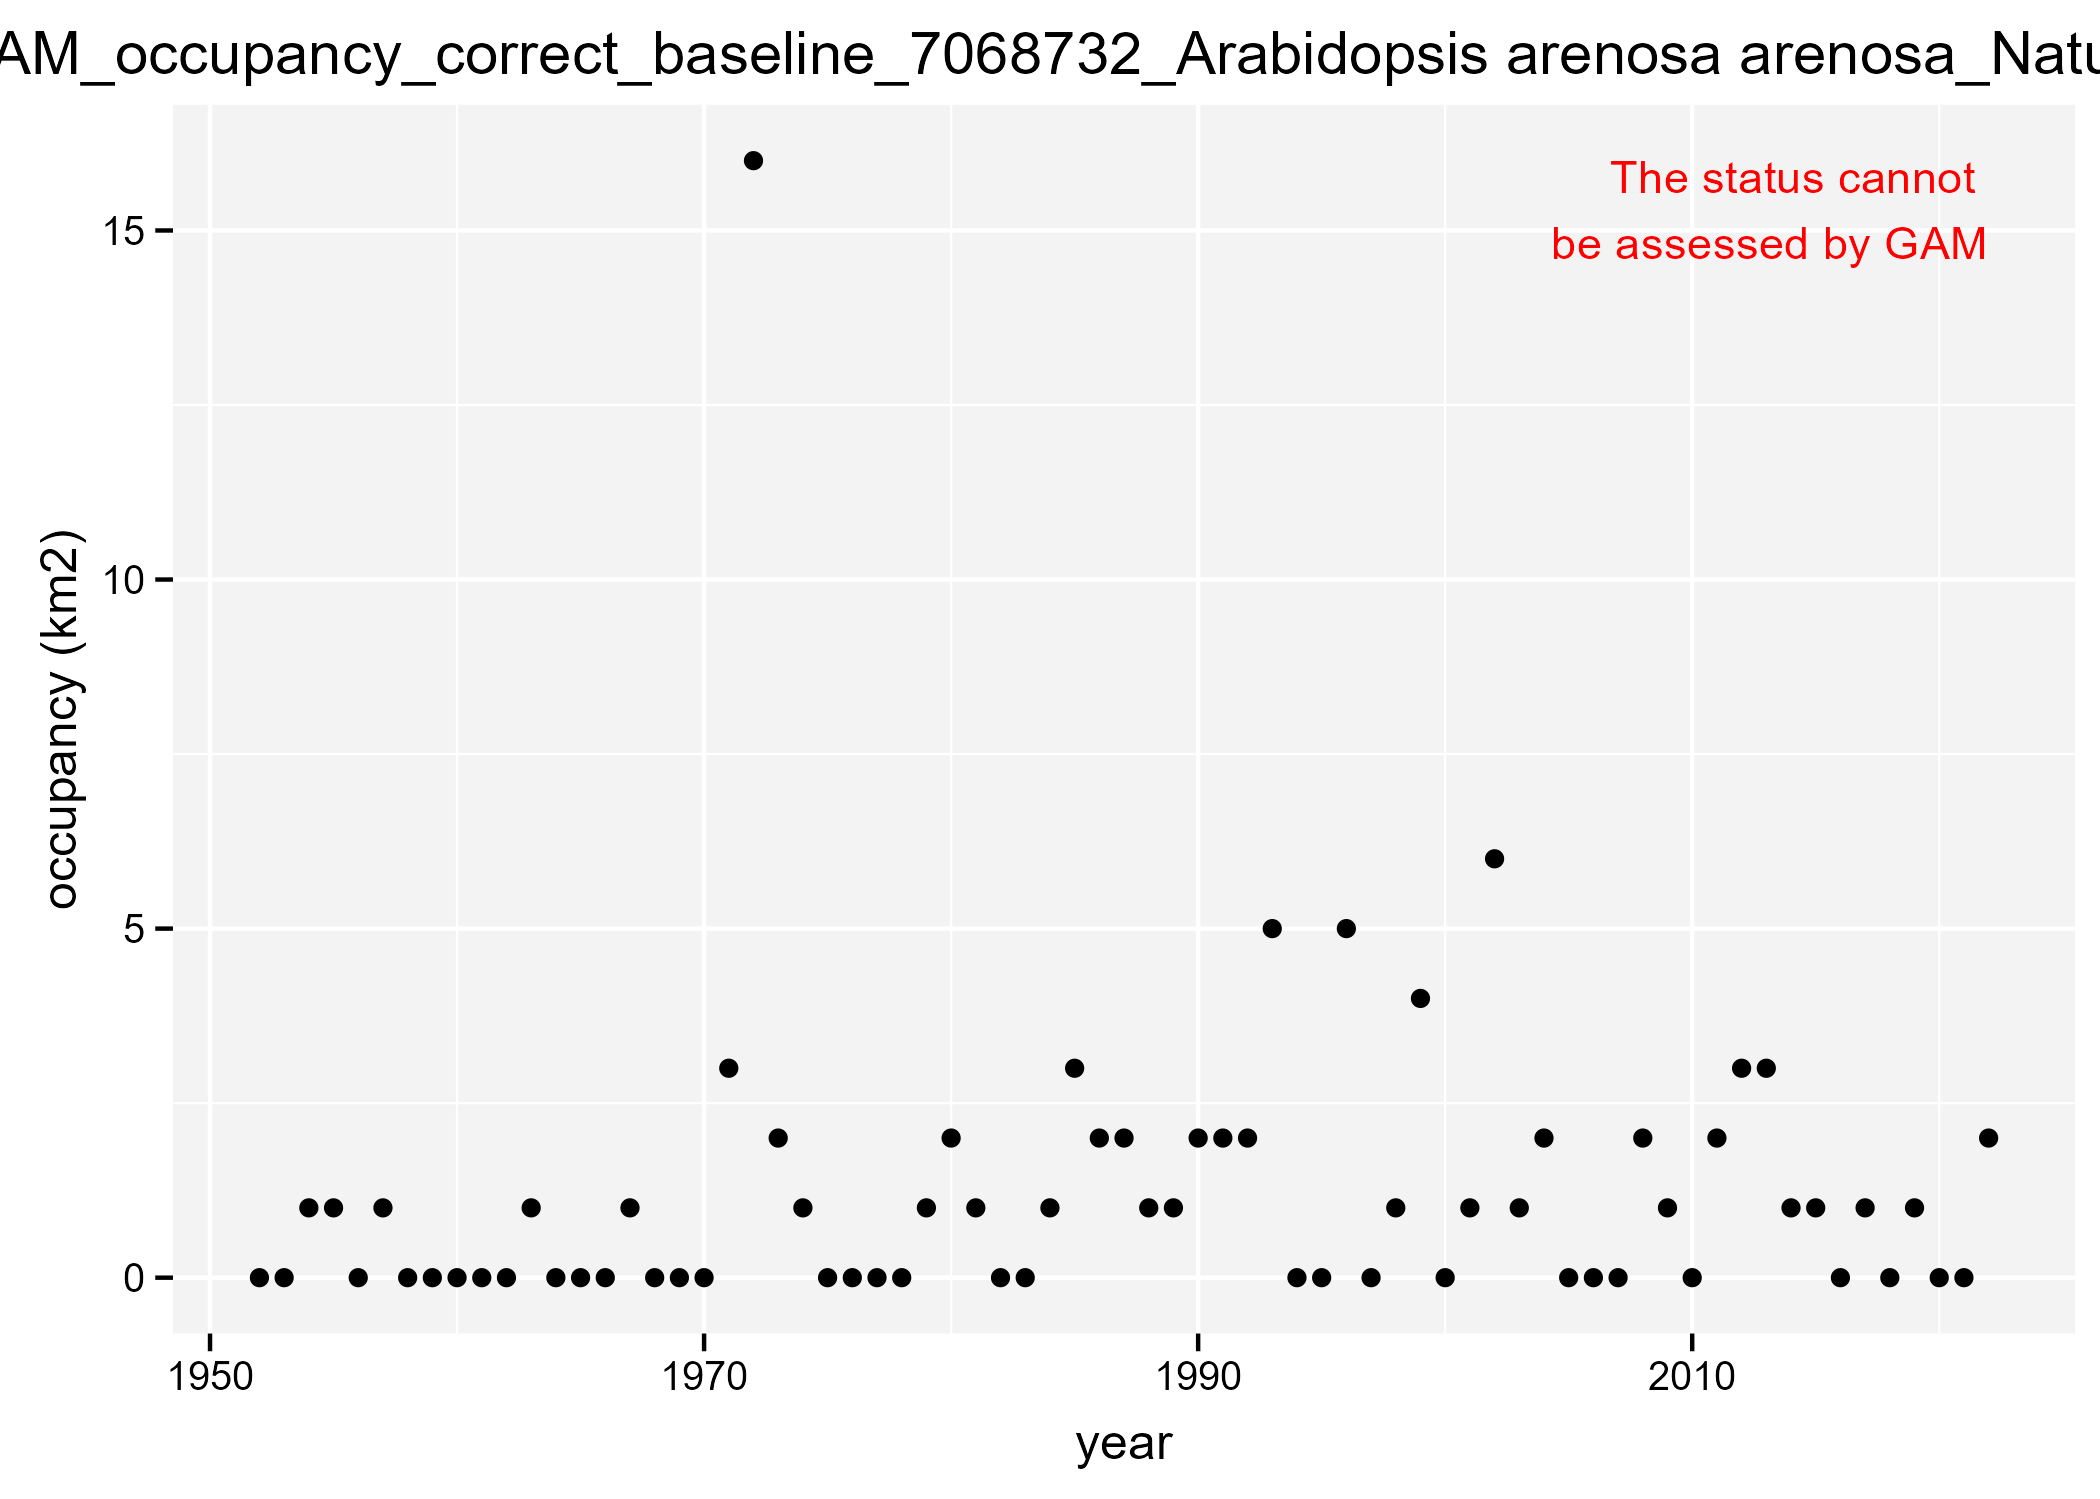 AM_occupancy_correct_baseline_7068732_Arabidopsis arenosa arenosa_Natu
The status cannot
be assessed by GAM
15
10
5
0
occupancy (km2)
1950 1970 1990 2010
year